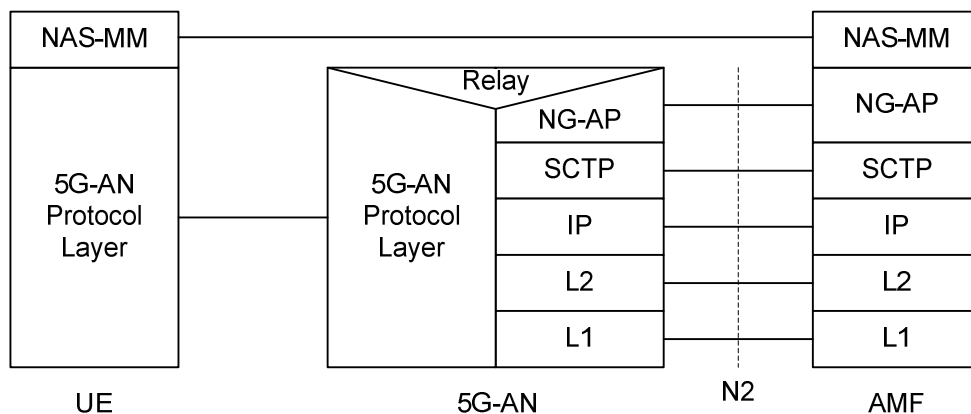 NAS-MM
NAS-MM
Relay
NG-AP
NG-AP
5G-AN
Protocol
Layer
5G-AN
Protocol
Layer
SCTP
SCTP
IP
IP
L2
L2
L1
L1
UE
5G-AN
N2
AMF